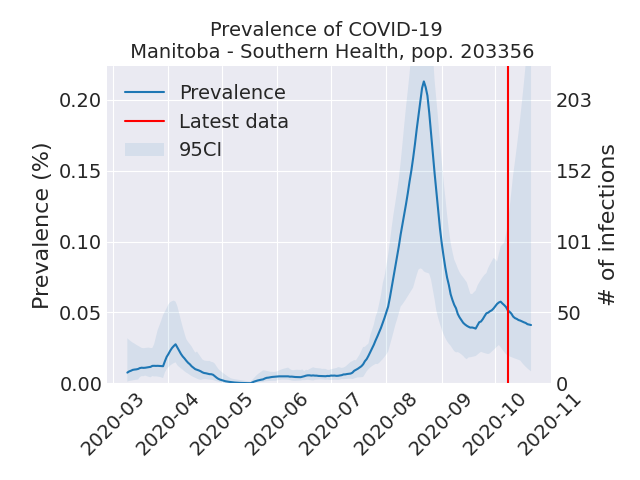 Prevalence of COVID-19
Manitoba - Southern Health, pop. 203356
Prevalence
Latest data
95CI
Prevalence (%)
0.20
0.15
0.10
0.05
0.00
203
152
101
50
0
# of infections
2020-03
2020-04
2020-05
2020-06
2020-07
2020-08
2020-09
2020-10
2020-11